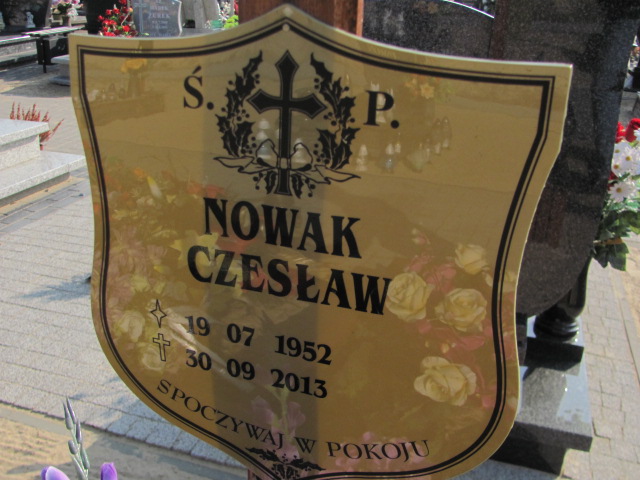 Ś. P.
NOWAK
CZESŁAW
19 07 1952
30 09 2013
SPOCZYWAJ W POKOJU